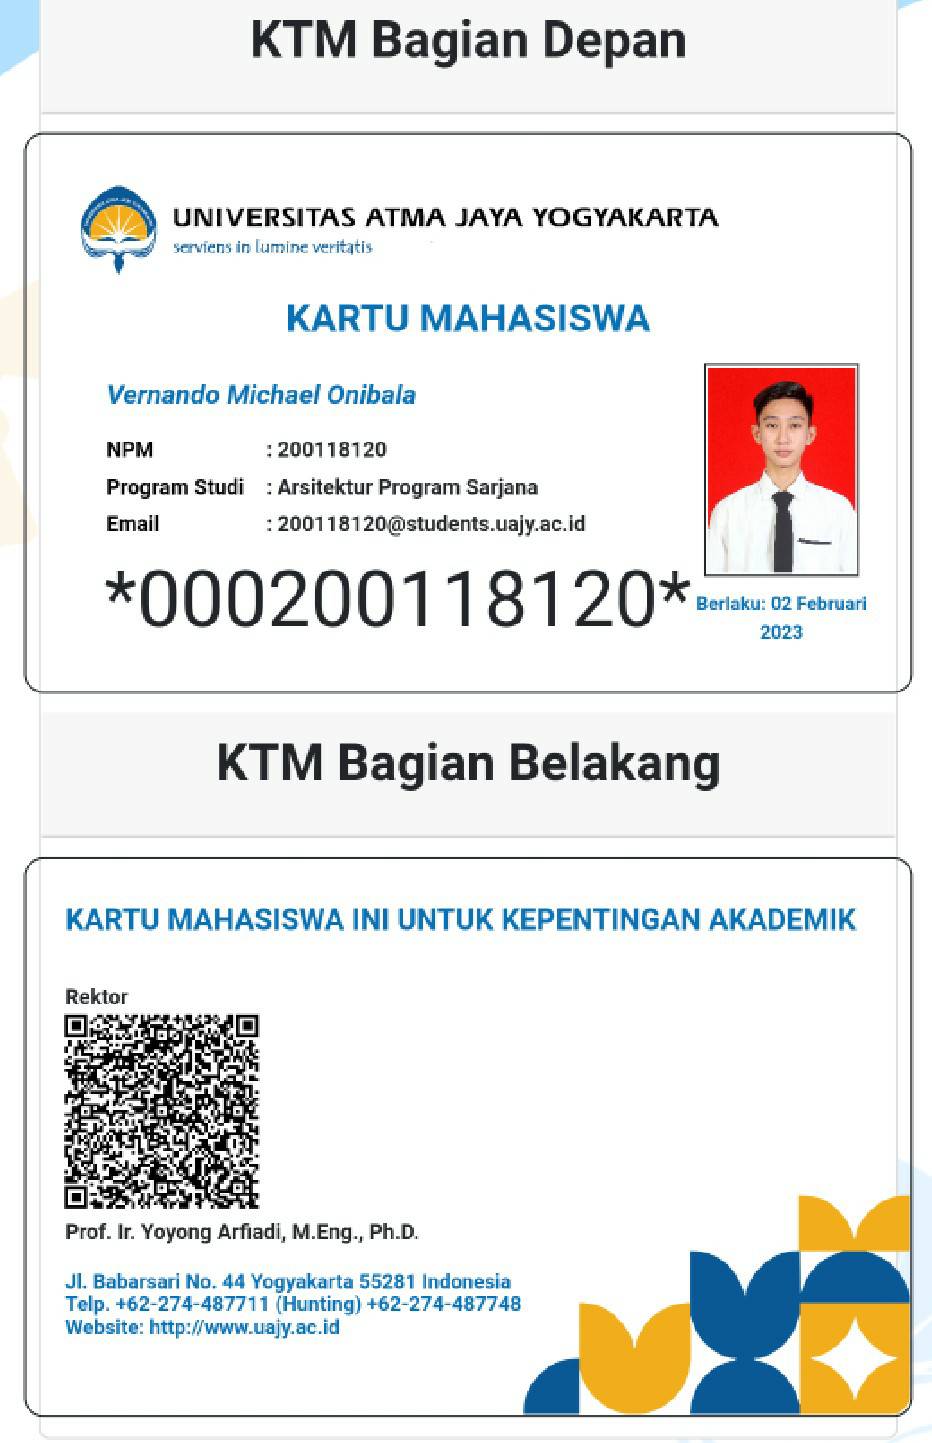 KTM Bagian Depan
UNIVERSITAS ATMA JAYA YOGYAKARTA
serviens in lumine veritatis
KARTU MAHASISWA
Vernando Michael Onibala
NPM : 200118120
Program Studi : Arsitektur Program Sarjana
Email : 200118120@students.uajy.ac.id
*000200118120*
Berlaku: 02 Februari
2023
KTM Bagian Belakang
KARTU MAHASISWA INI UNTUK KEPENTINGAN AKADEMIK
Rektor
Prof. Ir. Yoyong Arfiadi, M.Eng., Ph.D.
Jl. Babarsari No. 44 Yogyakarta 55281 Indonesia
Telp. +62-274-487711 (Hunting) +62-274-487748
Website: http://www.uajy.ac.id